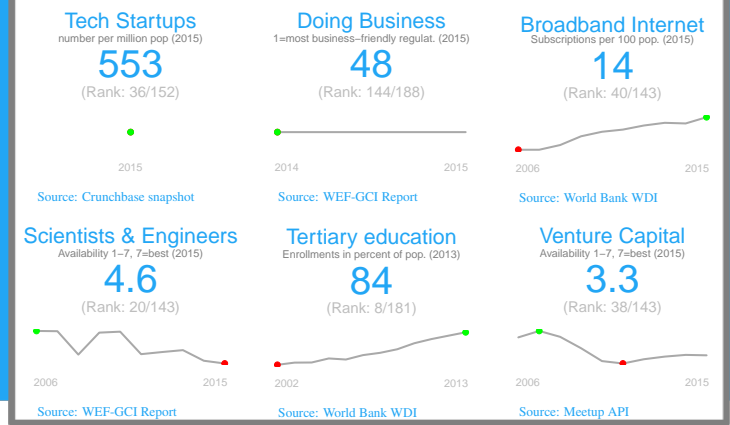 Tech Startups
number per million pop (2015)
553
(Rank: 36/152)
2015
Source: Crunchbase snapshot
Doing Business
1=most business−friendly regulat. (2015)
48
(Rank: 144/188)
2014 2015
Source: WEF-GCI Report
Broadband Internet
Subscriptions per 100 pop. (2015)
14
(Rank: 40/143)
2006 2015
Source: World Bank WDI
Scientists & Engineers
Availability 1−7, 7=best (2015)
4.6
(Rank: 20/143)
2006 2015
Source: WEF-GCI Report
Tertiary education
Enrollments in percent of pop. (2013)
84
(Rank: 8/181)
2002 2013
Source: World Bank WDI
Venture Capital
Availability 1−7, 7=best (2015)
3.3
(Rank: 38/143)
2006 2015
Source: Meetup API